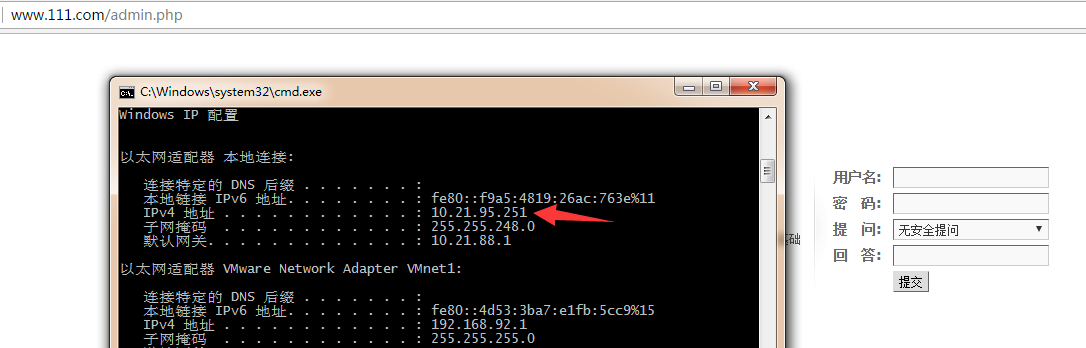 www.111.com/admin.php
C:\Windows\system32\cmd.exe
Windows IP 配置
以太网适配器 本地连接:
连接特定的 DNS 后缀 . . . . . . . :
本地链接 IPv6 地址. . . . . . . . : fe80::f9a5:4819:26ac:763e%11
IPv4 地址 . . . . . . . . . . . . : 10.21.95.251
子网掩码 . . . . . . . . . . . . : 255.255.248.0
默认网关. . . . . . . . . . . . . : 10.21.88.1
以太网适配器 VMware Network Adapter VMnet1:
连接特定的 DNS 后缀 . . . . . . . :
本地链接 IPv6 地址. . . . . . . . : fe80::4d53:3ba7:e1fb:5cc9%15
IPv4 地址 . . . . . . . . . . . . : 192.168.92.1
子网掩码 . . . . . . . . . . . . : 255.255.255.0
基础
用户名:
密 码:
提 问: 无安全提问
回 答:
提交